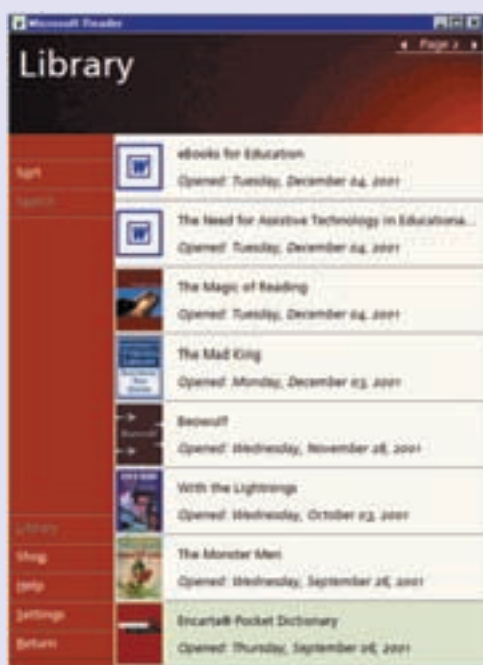 Microsoft Reader
Page 2
Library
Sort
Search
eBooks for Education
Opened: Tuesday, December 04, 2001
The Need for Assistive Technology in Educationa...
Opened: Tuesday, December 04, 2001
The Magic of Reading
Opened: Tuesday, December 04, 2001
The Mad King
Opened: Monday, December 03, 2001
Beowulf
Opened: Wednesday, November 28, 2001
With the Lightnings
Opened: Wednesday, October 03, 2001
The Monster Men
Opened: Wednesday, September 26, 2001
Encarta® Pocket Dictionary
Opened: Thursday, September 06, 2001
Library
Shop
Help
Settings
Return